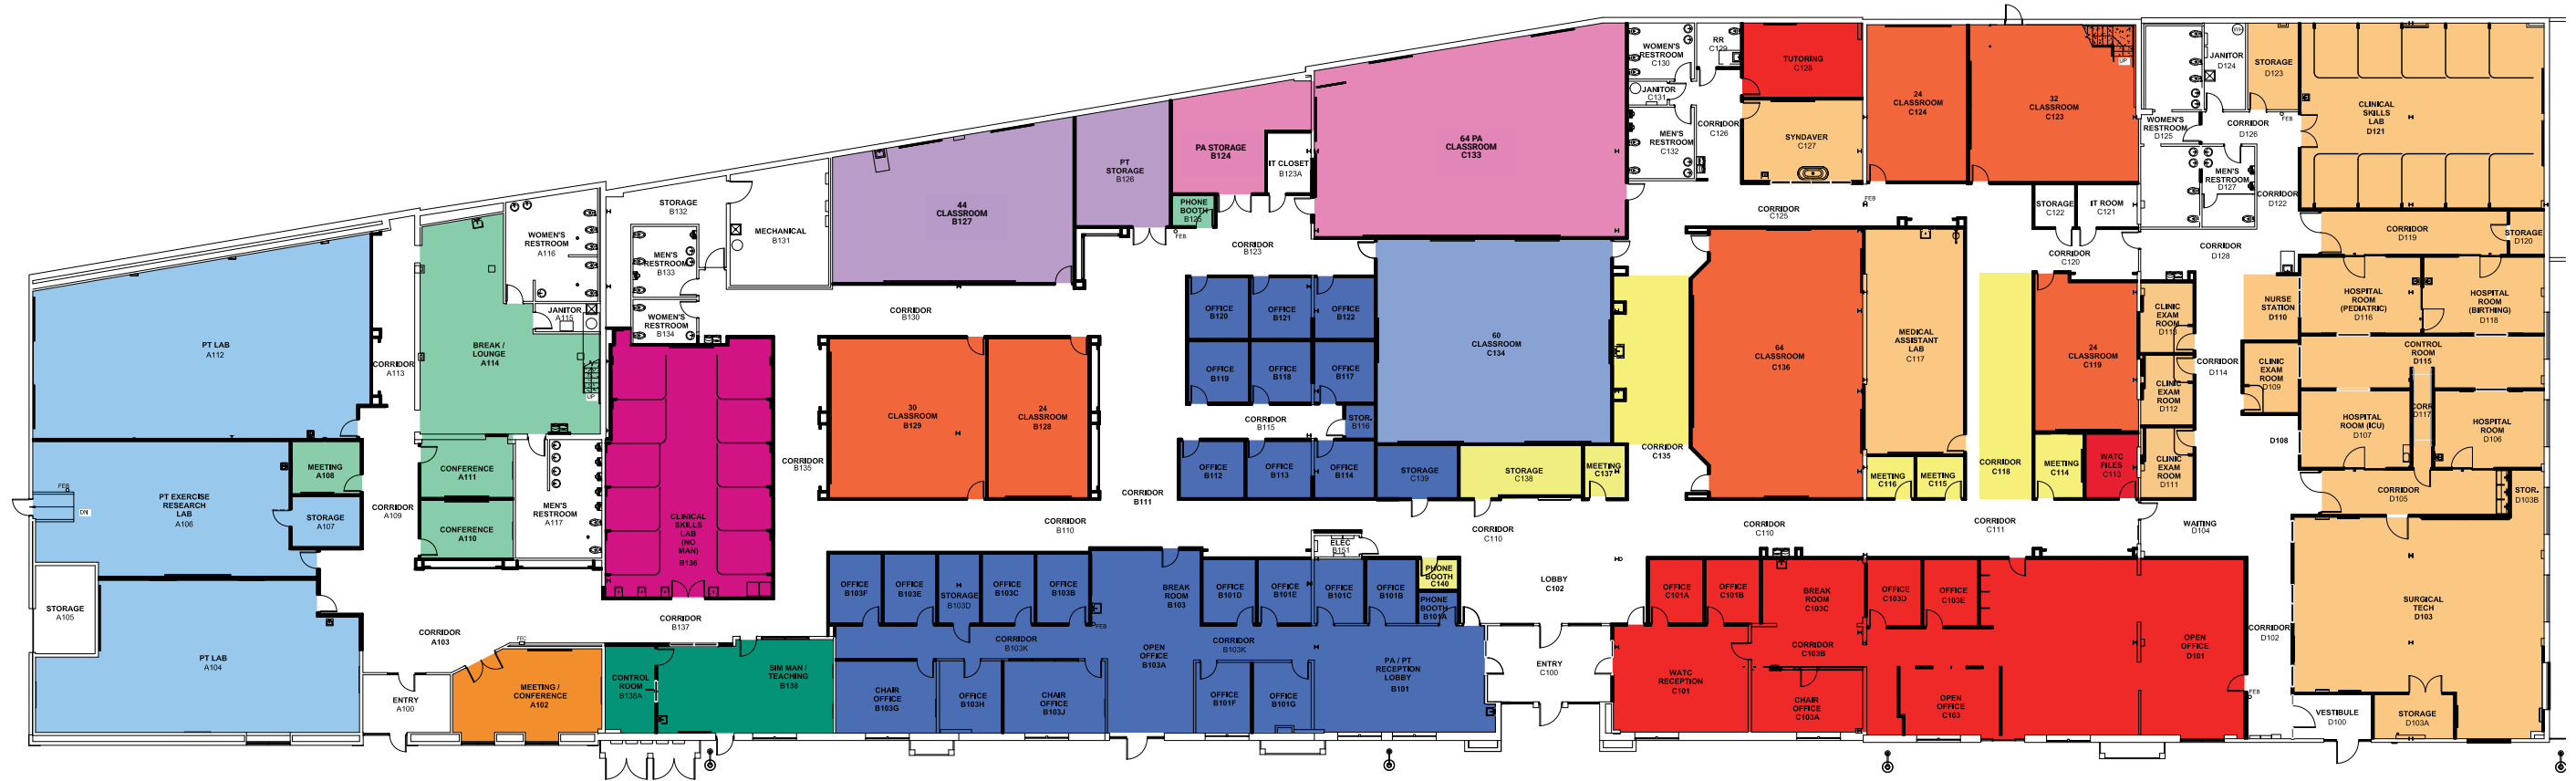 PT LAB
A112
CORRIDOR
A113
BREAK /
LOUNGE
A114
WOMEN'S
RESTROOM
A116
JANITOR
A115
UP
MEETING
A108
CONFERENCE
A111
PT EXERCISE
RESEARCH
LAB
A106
STORAGE
A107
CORRIDOR
A109
CONFERENCE
A110
MEN'S
RESTROOM
A117
FEB
DN
STORAGE
A105
PT LAB
A104
CORRIDOR
A103
FEC
ENTRY
A100
MEETING /
CONFERENCE
A102
STORAGE
B132
MEN'S
RESTROOM
B133
WOMEN'S
RESTROOM
B134
MECHANICAL
B131
44
CLASSROOM
B127
PT
STORAGE
B126
PA STORAGE
B124
IT CLOSET
B123A
PHONE
BOOTH
B125
FEB
CORRIDOR
B123
CORRIDOR
B130
OFFICE
B120
OFFICE
B121
OFFICE
B122
OFFICE
B119
OFFICE
B118
OFFICE
B117
CORRIDOR
B115
STOR.
B116
OFFICE
B112
OFFICE
B113
OFFICE
B114
30
CLASSROOM
B129
24
CLASSROOM
B128
CORRIDOR
B135
CORRIDOR
B111
CORRIDOR
B110
CLINICAL
SKILLS
LAB
(NO
MAN)
B136
CORRIDOR
B137
CONTROL
ROOM
B138A
SIM MAN /
TEACHING
B138
OFFICE
B103F
OFFICE
B103E
STORAGE
B103D
OFFICE
B103C
OFFICE
B103B
BREAK
ROOM
B103
FEB
OFFICE
B101D
OFFICE
B101E
OFFICE
B101C
OFFICE
B101B
ELEC
B151
PHONE
BOOTH
C140
PHONE
BOOTH
B101A
CORRIDOR
B103K
OPEN
OFFICE
B103A
CORRIDOR
B103K
CHAIR
OFFICE
B103G
OFFICE
B103H
CHAIR
OFFICE
B103J
OFFICE
B101F
OFFICE
B101G
PA / PT
RECEPTION
LOBBY
B101
64 PA
CLASSROOM
C133
WOMEN'S
RESTROOM
C130
RR
C129
JANITOR
C131
MEN'S
RESTROOM
C132
CORRIDOR
C126
TUTORING
C128
SYNDAVER
C127
24
CLASSROOM
C124
32
CLASSROOM
C123
UP
CORRIDOR
C125
FEB
STORAGE
C122
IT ROOM
C121
CORRIDOR
C120
60
CLASSROOM
C134
64
CLASSROOM
C136
MEDICAL
ASSISTANT
LAB
C117
24
CLASSROOM
C119
CORRIDOR
C135
STORAGE
C139
STORAGE
C138
MEETING
C137
MEETING
C116
MEETING
C115
CORRIDOR
C118
MEETING
C114
WATC
FILES
C113
CORRIDOR
C110
CORRIDOR
C110
CORRIDOR
C111
LOBBY
C102
ENTRY
C100
OFFICE
C101A
OFFICE
C101B
BREAK
ROOM
C103C
OFFICE
C103D
OFFICE
C103E
CORRIDOR
C103B
WATC
RECEPTION
C101
CHAIR
OFFICE
C103A
OPEN
OFFICE
C103
OPEN
OFFICE
D101
FEB
JANITOR
D124
WH
STORAGE
D123
CLINICAL
SKILLS
LAB
D121
WOMEN'S
RESTROOM
D125
CORRIDOR
D126
FEB
MEN'S
RESTROOM
D127
CORRIDOR
D122
CORRIDOR
D119
STORAGE
D120
CORRIDOR
D128
CLINIC
EXAM
ROOM
D113
NURSE
STATION
D110
HOSPITAL
ROOM
(PEDIATRIC)
D116
HOSPITAL
ROOM
(BIRTHING)
D118
CONTROL
ROOM
D115
CORRIDOR
D114
CLINIC
EXAM
ROOM
D109
CLINIC
EXAM
ROOM
D112
CORR.
D117
HOSPITAL
ROOM (ICU)
D107
HOSPITAL
ROOM
D106
D108
CLINIC
EXAM
ROOM
D111
CORRIDOR
D105
STOR.
D103B
WAITING
D104
SURGICAL
TECH
D103
CORRIDOR
D102
VESTIBULE
D100
STORAGE
D103A